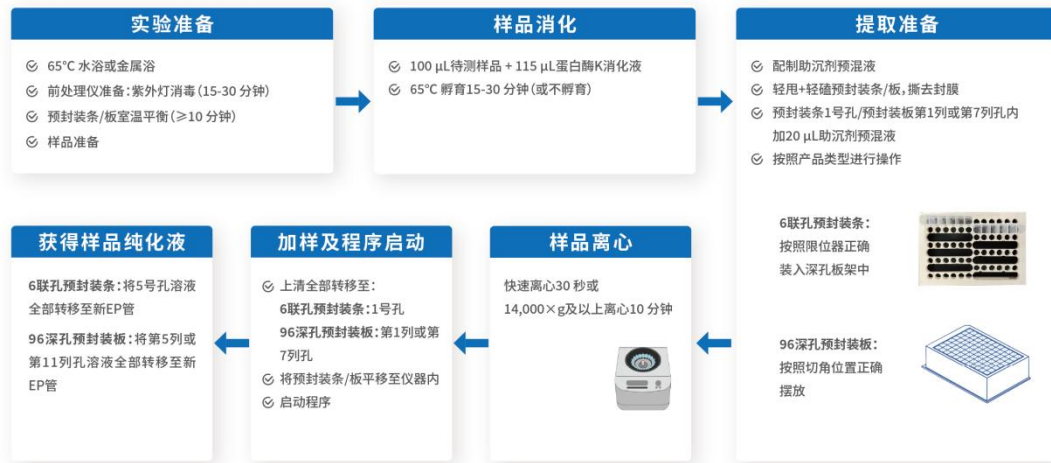 实验准备
65℃ 水浴或金属浴
前处理仪准备：紫外灯消毒（15-30 分钟）
预封装条/板室温平衡（≥10 分钟）
样品准备
样品消化
100 μL待测样品 + 115 μL蛋白酶K消化液
65℃ 孵育15-30分钟（或不孵育）
提取准备
配制助沉剂预混液
轻甩+轻磕预封装条/板，撕去封膜
预封装条1号孔/预封装板第1列或第7列孔内
加20 μL助沉剂预混液
按照产品类型进行操作
6联孔预封装条：
按照限位器正确
装入深孔板架中
96深孔预封装板：
按照切角位置正确
摆放
样品离心
快速离心30 秒或
14,000×g及以上离心10 分钟
加样及程序启动
上清全部转移至：
6联孔预封装条：1号孔
96深孔预封装板：第1列或第
7列孔
将预封装条/板平移至仪器内
启动程序
获得样品纯化液
6联孔预封装条：将5号孔溶液
全部转移至新EP管
96深孔预封装板：将第5列或
第11列孔溶液全部转移至新
EP管